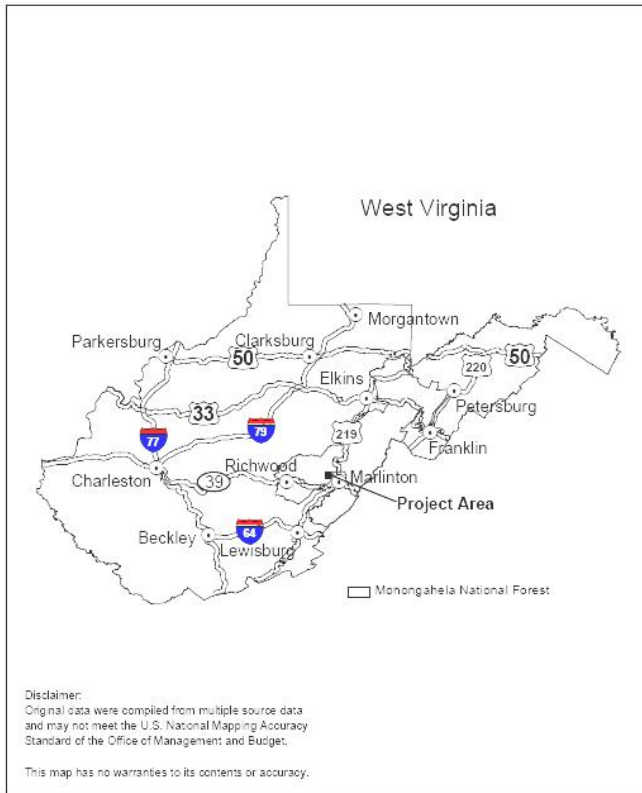 West Virginia
Morgantown
Parkersburg
Clarksburg
50
50
220
Elkins
Petersburg
33
219
Franklin
77
79
Charleston
39
Richwood
Marlinton
Project Area
Beckley
64
Lewisburg
Monongahela National Forest
Disclaimer:
Original data were compiled from multiple source data
and may not meet the U.S. National Mapping Accuracy
Standard of the Office of Management and Budget.
This map has no warranties to its contents or accuracy.